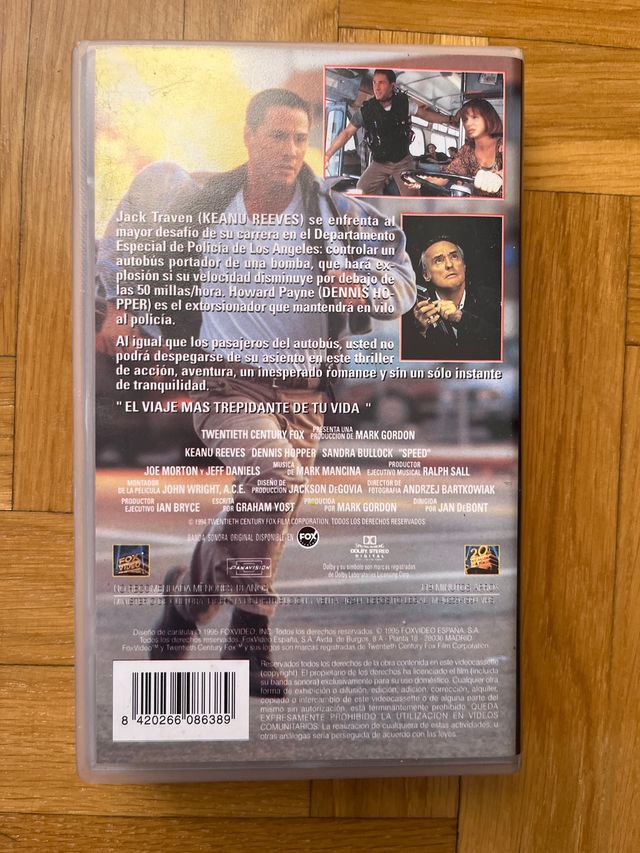 Jack Traven (KEANU REEVES) se enfrenta al
mayor desafío de su carrera en el Departamento
Especial de Policía de Los Angeles: controlar un
autobús portador de una bomba, que hará ex-
plosión si su velocidad disminuye por debajo de
las 50 millas/hora. Howard Payne (DENNIS HO-
PPER) es el extorsionador que mantendrá en vilo
al policía.
Al igual que los pasajeros del autobús, usted no
podrá despegarse de su asiento en este thriller
de acción, aventura, un inesperado romance y sin un sólo instante
de tranquilidad.
" EL VIAJE MAS TREPIDANTE DE TU VIDA "
TWENTIETH CENTURY FOX PRESENTA UNA PRODUCCIÓN DE MARK GORDON
KEANU REEVES DENNIS HOPPER SANDRA BULLOCK "SPEED"
JOE MORTON Y JEFF DANIELS MUSICA DE MARK MANCINA PRODUCTOR EJECUTIVO MUSICAL RALPH SALL
MONTADOR DE LA PELICULA JOHN WRIGHT, A.C.E. DISEÑO DE PRODUCCION JACKSON DeGOVIA DIRECTOR DE FOTOGRAFIA ANDRZEJ BARTKOWIAK
PRODUCTOR EJECUTIVO IAN BRYCE ESCRITA POR GRAHAM YOST PRODUCIDA POR MARK GORDON DIRIGIDA POR JAN DeBONT
© 1994 TWENTIETH CENTURY FOX FILM CORPORATION. TODOS LOS DERECHOS RESERVADOS
BANDA SONORA ORIGINAL DISPONIBLE EN FOX
DOLBY STEREO
DIGITAL
FOX VIDEO
PANAVISION
Dolby y su símbolo son marcas registradas
de Dolby Laboratories Licensing Corp.
NO RECOMENDADA MENORES 18 AÑOS
MINUTOS APROX
Diseño de carátula © 1995 FOXVIDEO, INC. Todos los derechos reservados. © 1995 FOXVIDEO ESPAÑA, S.A.
Todos los derechos reservados. FoxVideo España, S.A. Avda. de Burgos, 8 A - Planta 18 - 28036 MADRID
FoxVideo™ y Twentieth Century Fox™ y sus logos son marcas registradas de Twentieth Century Fox Film Corporation.
Reservados todos los derechos de la obra contenida en este videocassette
(copyright). El propietario de los derechos ha licenciado el film (incluida
su banda sonora) exclusivamente para su uso doméstico. Cualquier otra
forma de exhibición o difusión, edición, adición, corrección, alquiler,
copiado o intercambio de este videocassette o de alguna parte del
mismo sin autorización, está terminantemente prohibido. QUEDA
EXPRESAMENTE PROHIBIDO LA UTILIZACION EN VIDEOS
COMUNITARIOS. La realización de cualquiera de estas actividades, u
otras análogas sería perseguida de acuerdo con las leyes.
8 420266 086389